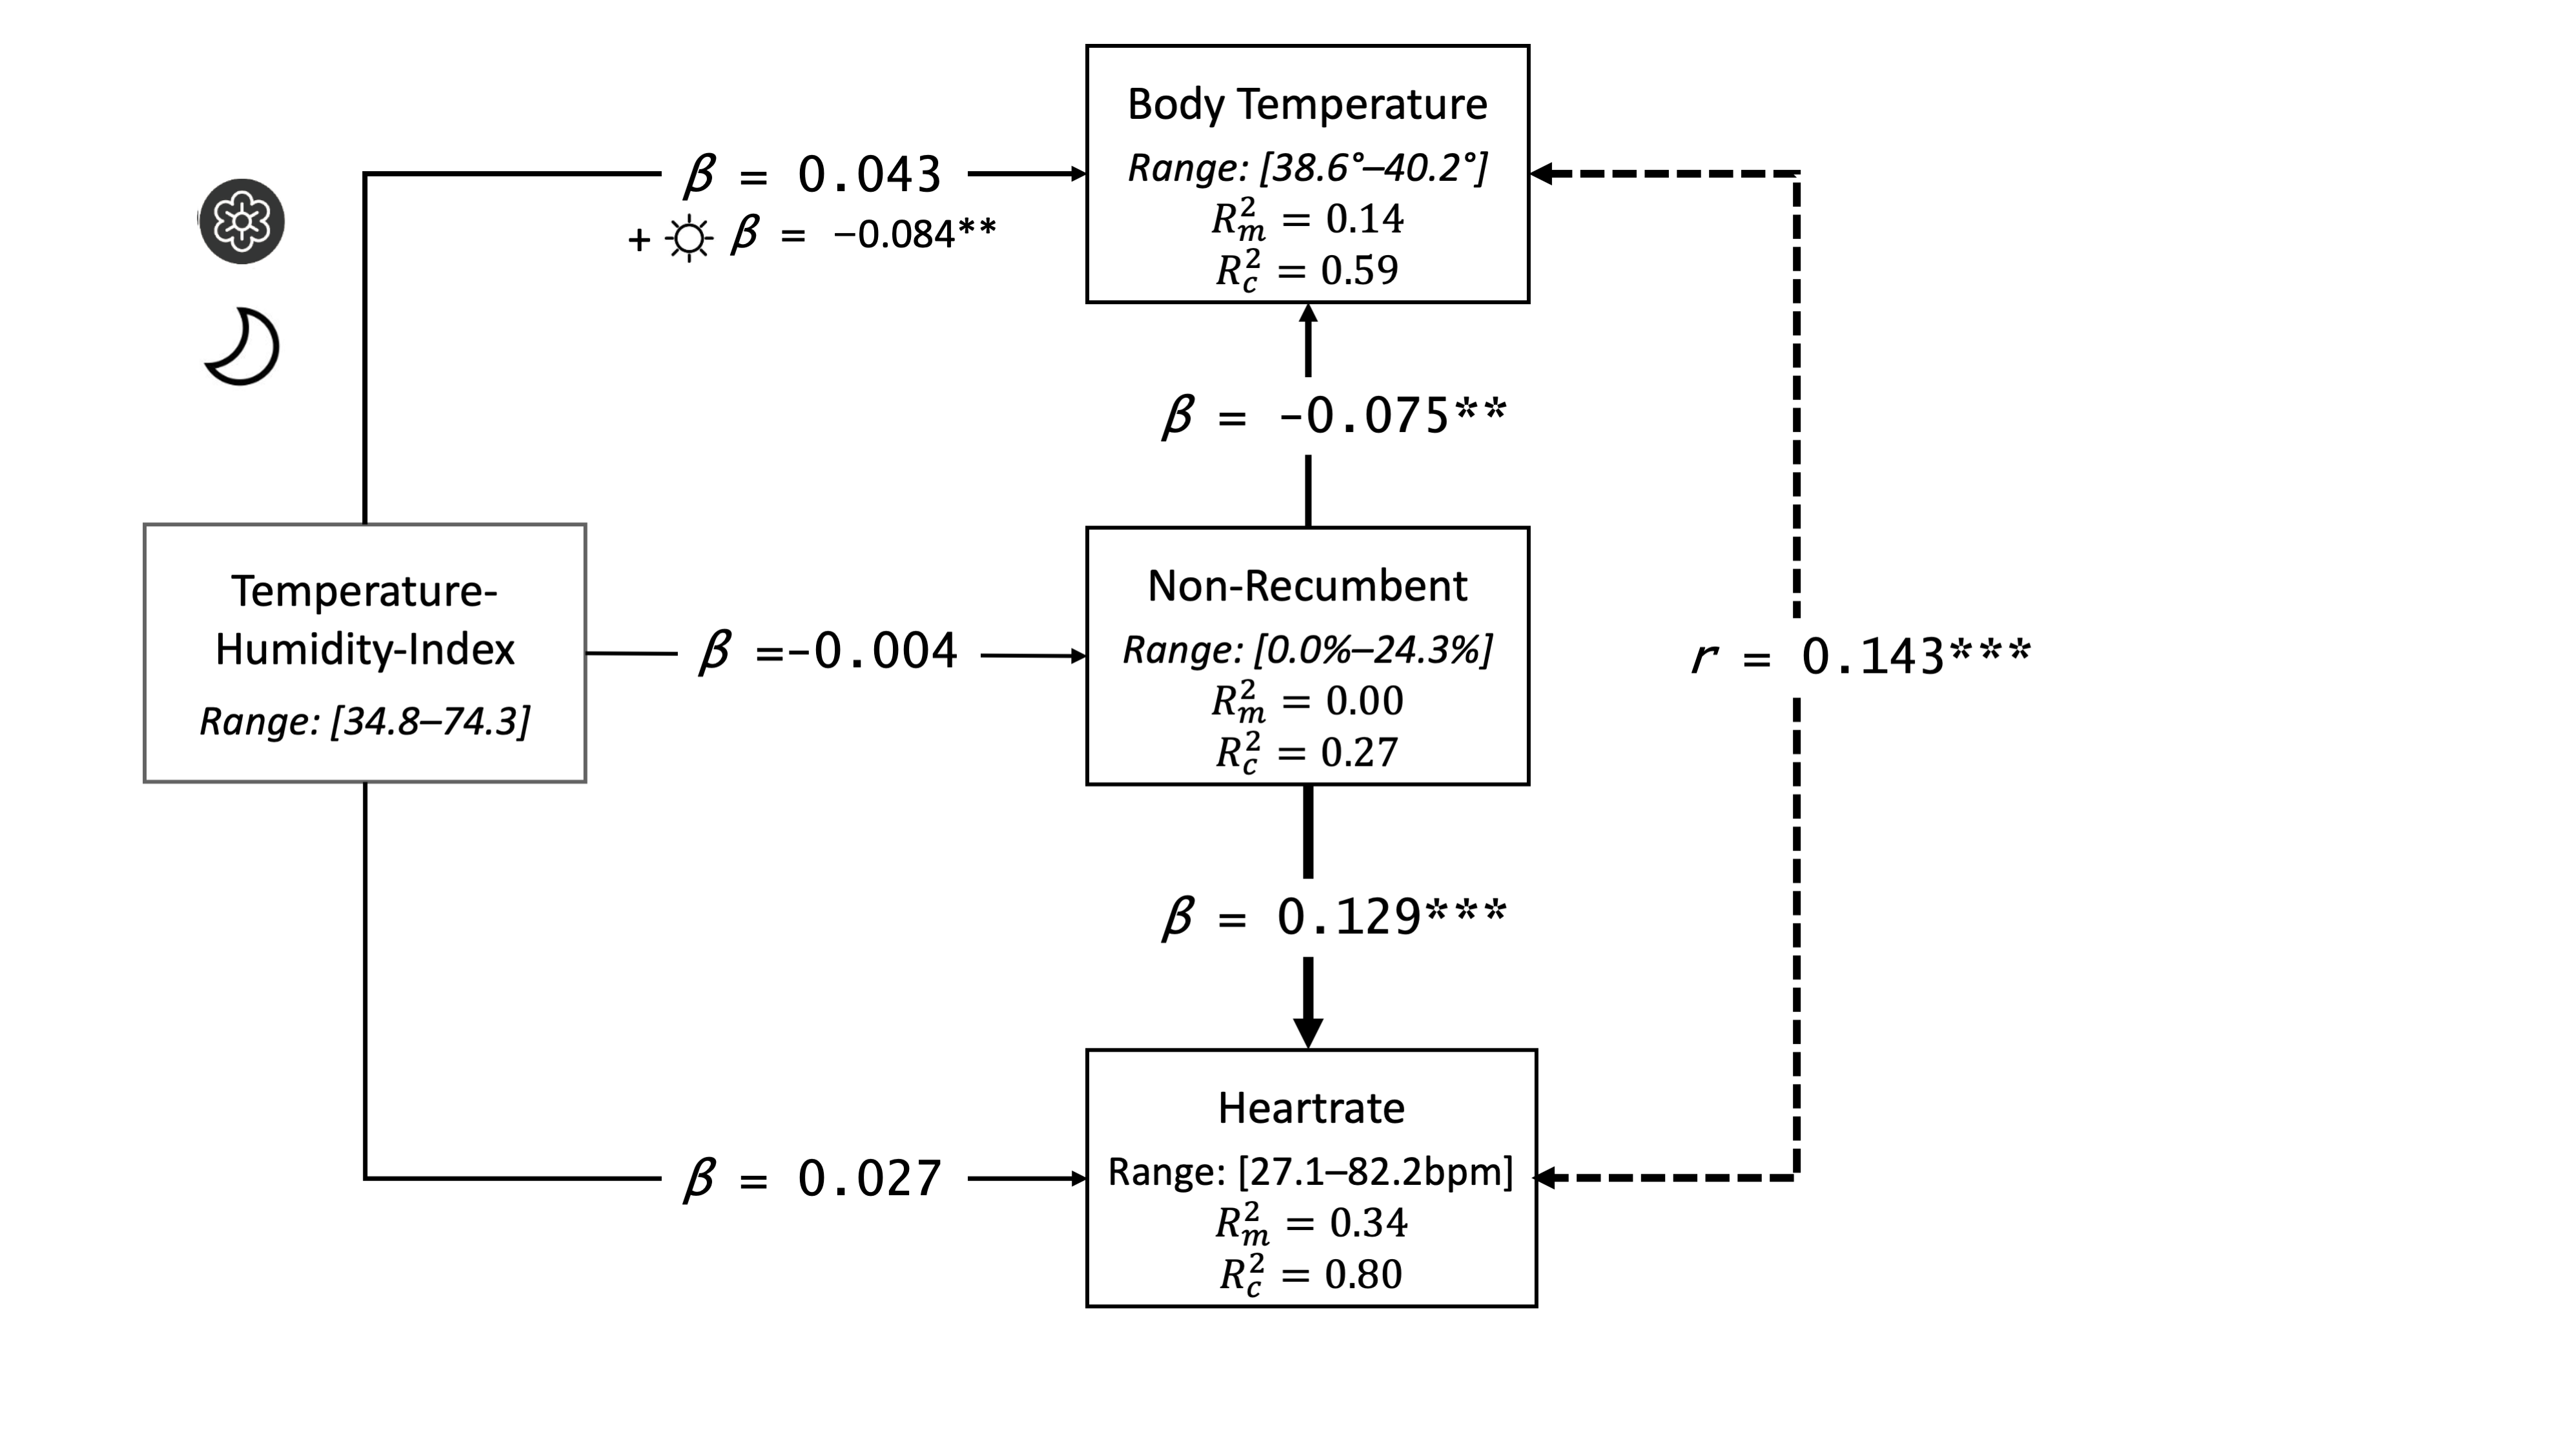 Body Temperature
Range: [38.6°–40.2°]
R²m = 0.14
R²c = 0.59
β = 0.043
+ β = −0.084**
β = -0.075**
Temperature-
Humidity-Index
Range: [34.8–74.3]
β =-0.004
Non-Recumbent
Range: [0.0%–24.3%]
R²m = 0.00
R²c = 0.27
r = 0.143***
β = 0.129***
β = 0.027
Heartrate
Range: [27.1–82.2bpm]
R²m = 0.34
R²c = 0.80